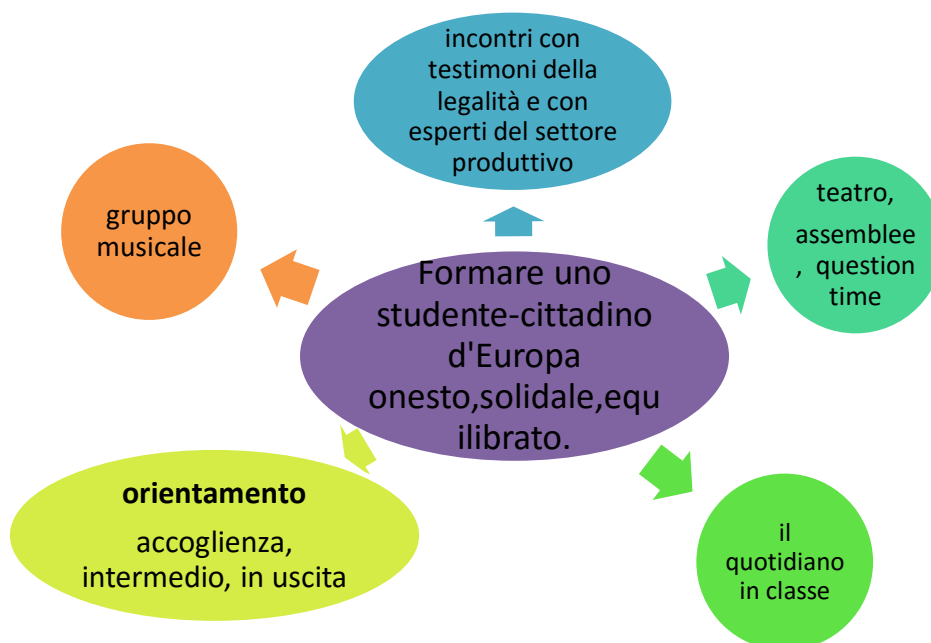 incontri con
testimoni della
legalità e con
esperti del settore
produttivo
gruppo
musicale
teatro,
assemblee
, question
time
Formare uno
studente-cittadino
d'Europa
onesto,solidale,equ
ilibrato.
orientamento
accoglienza,
intermedio, in uscita
il
quotidiano
in classe